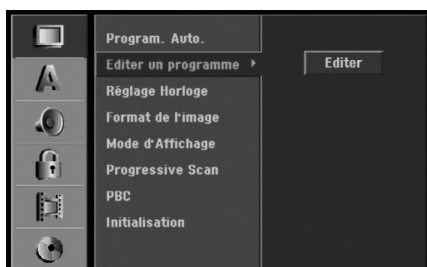 Program. Auto.
Editer un programme
Editer
Réglage Horloge
Format de l'image
Mode d'Affichage
Progressive Scan
PBC
Initialisation
A